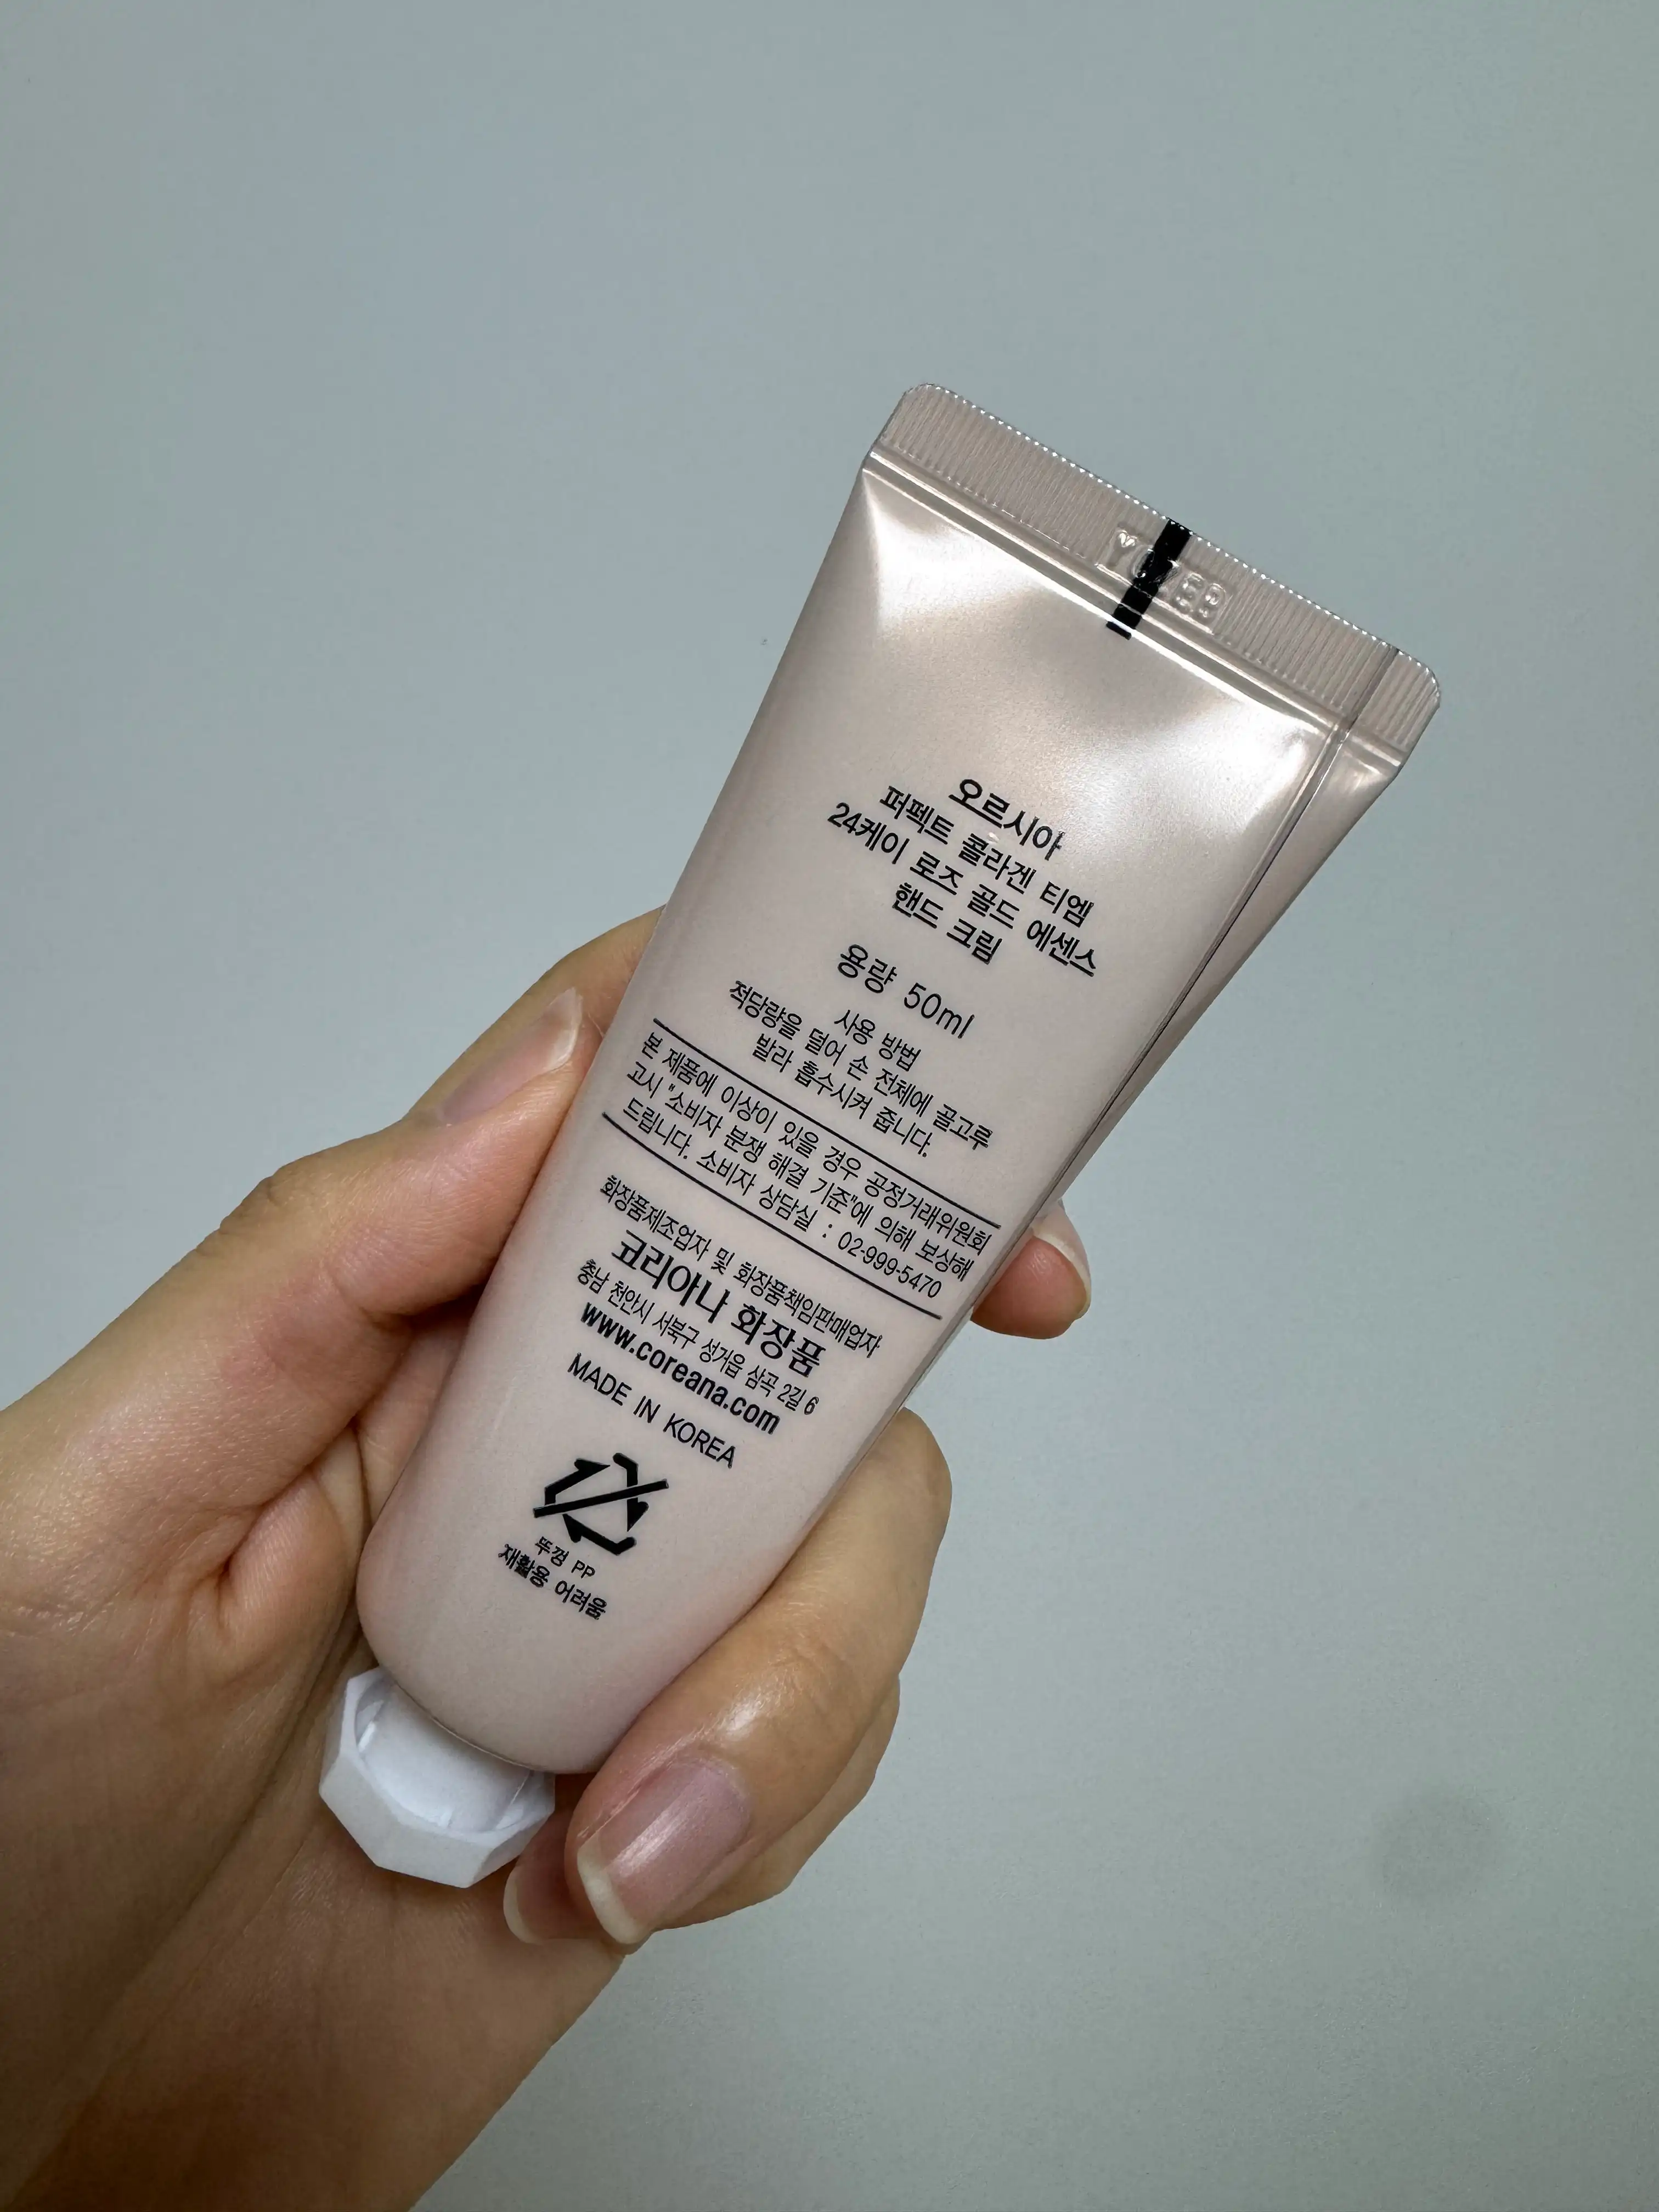 오르시아
퍼펙트 콜라겐 티엠
24케이 로즈 골드 에센스
핸드 크림
용량 50ml
사용 방법
적당량을 덜어 손 전체에 골고루
발라 흡수시켜 줍니다.
본 제품에 이상이 있을 경우 공정거래위원회
고시 "소비자 분쟁 해결 기준"에 의해 보상해
드립니다. 소비자 상담실 : 02-999-5470
화장품제조업자 및 화장품책임판매업자
코리아나 화장품
충남 천안시 서북구 성거읍 삼곡 2길 6
www.coreana.com
MADE IN KOREA
뚜껑 PP
재활용 어려움